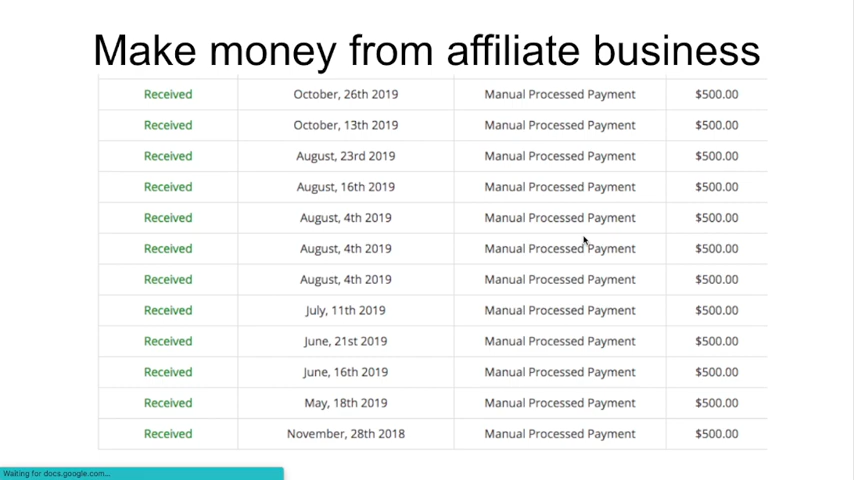 Make money from affiliate business
Received October, 26th 2019 Manual Processed Payment $500.00
Received October, 13th 2019 Manual Processed Payment $500.00
Received August, 23rd 2019 Manual Processed Payment $500.00
Received August, 16th 2019 Manual Processed Payment $500.00
Received August, 4th 2019 Manual Processed Payment $500.00
Received August, 4th 2019 Manual Processed Payment $500.00
Received August, 4th 2019 Manual Processed Payment $500.00
Received July, 11th 2019 Manual Processed Payment $500.00
Received June, 21st 2019 Manual Processed Payment $500.00
Received June, 16th 2019 Manual Processed Payment $500.00
Received May, 18th 2019 Manual Processed Payment $500.00
Received November, 28th 2018 Manual Processed Payment $500.00
Waiting for docs.google.com...